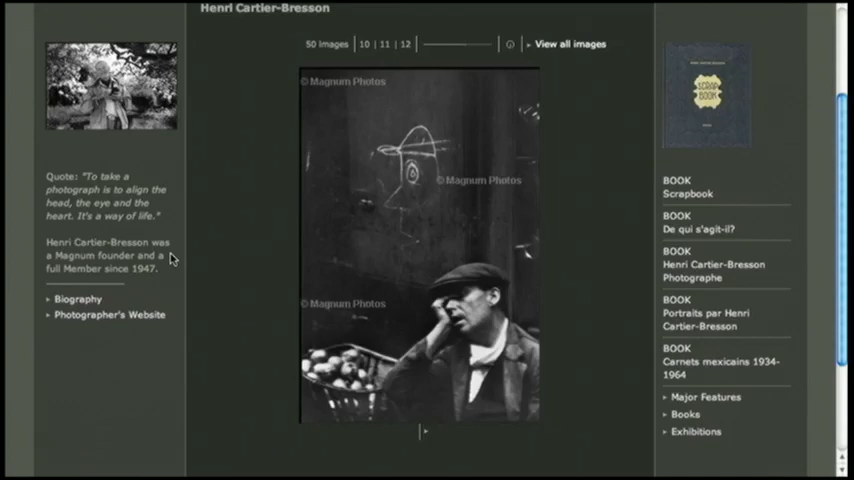 Henri Cartier-Bresson
50 Images | 10 | 11 | 12
View all images
© Magnum Photos
© Magnum Photos
© Magnum Photos
Quote: "To take a
photograph is to align the
head, the eye and the
heart. It's a way of life."
Henri Cartier-Bresson was
a Magnum founder and a
full Member since 1947.
Biography
Photographer's Website
SCRAP
BOOK
BOOK
Scrapbook
BOOK
De qui s'agit-il?
BOOK
Henri Cartier-Bresson
Photographe
BOOK
Portraits par Henri
Cartier-Bresson
BOOK
Carnets mexicains 1934-
1964
Major Features
Books
Exhibitions